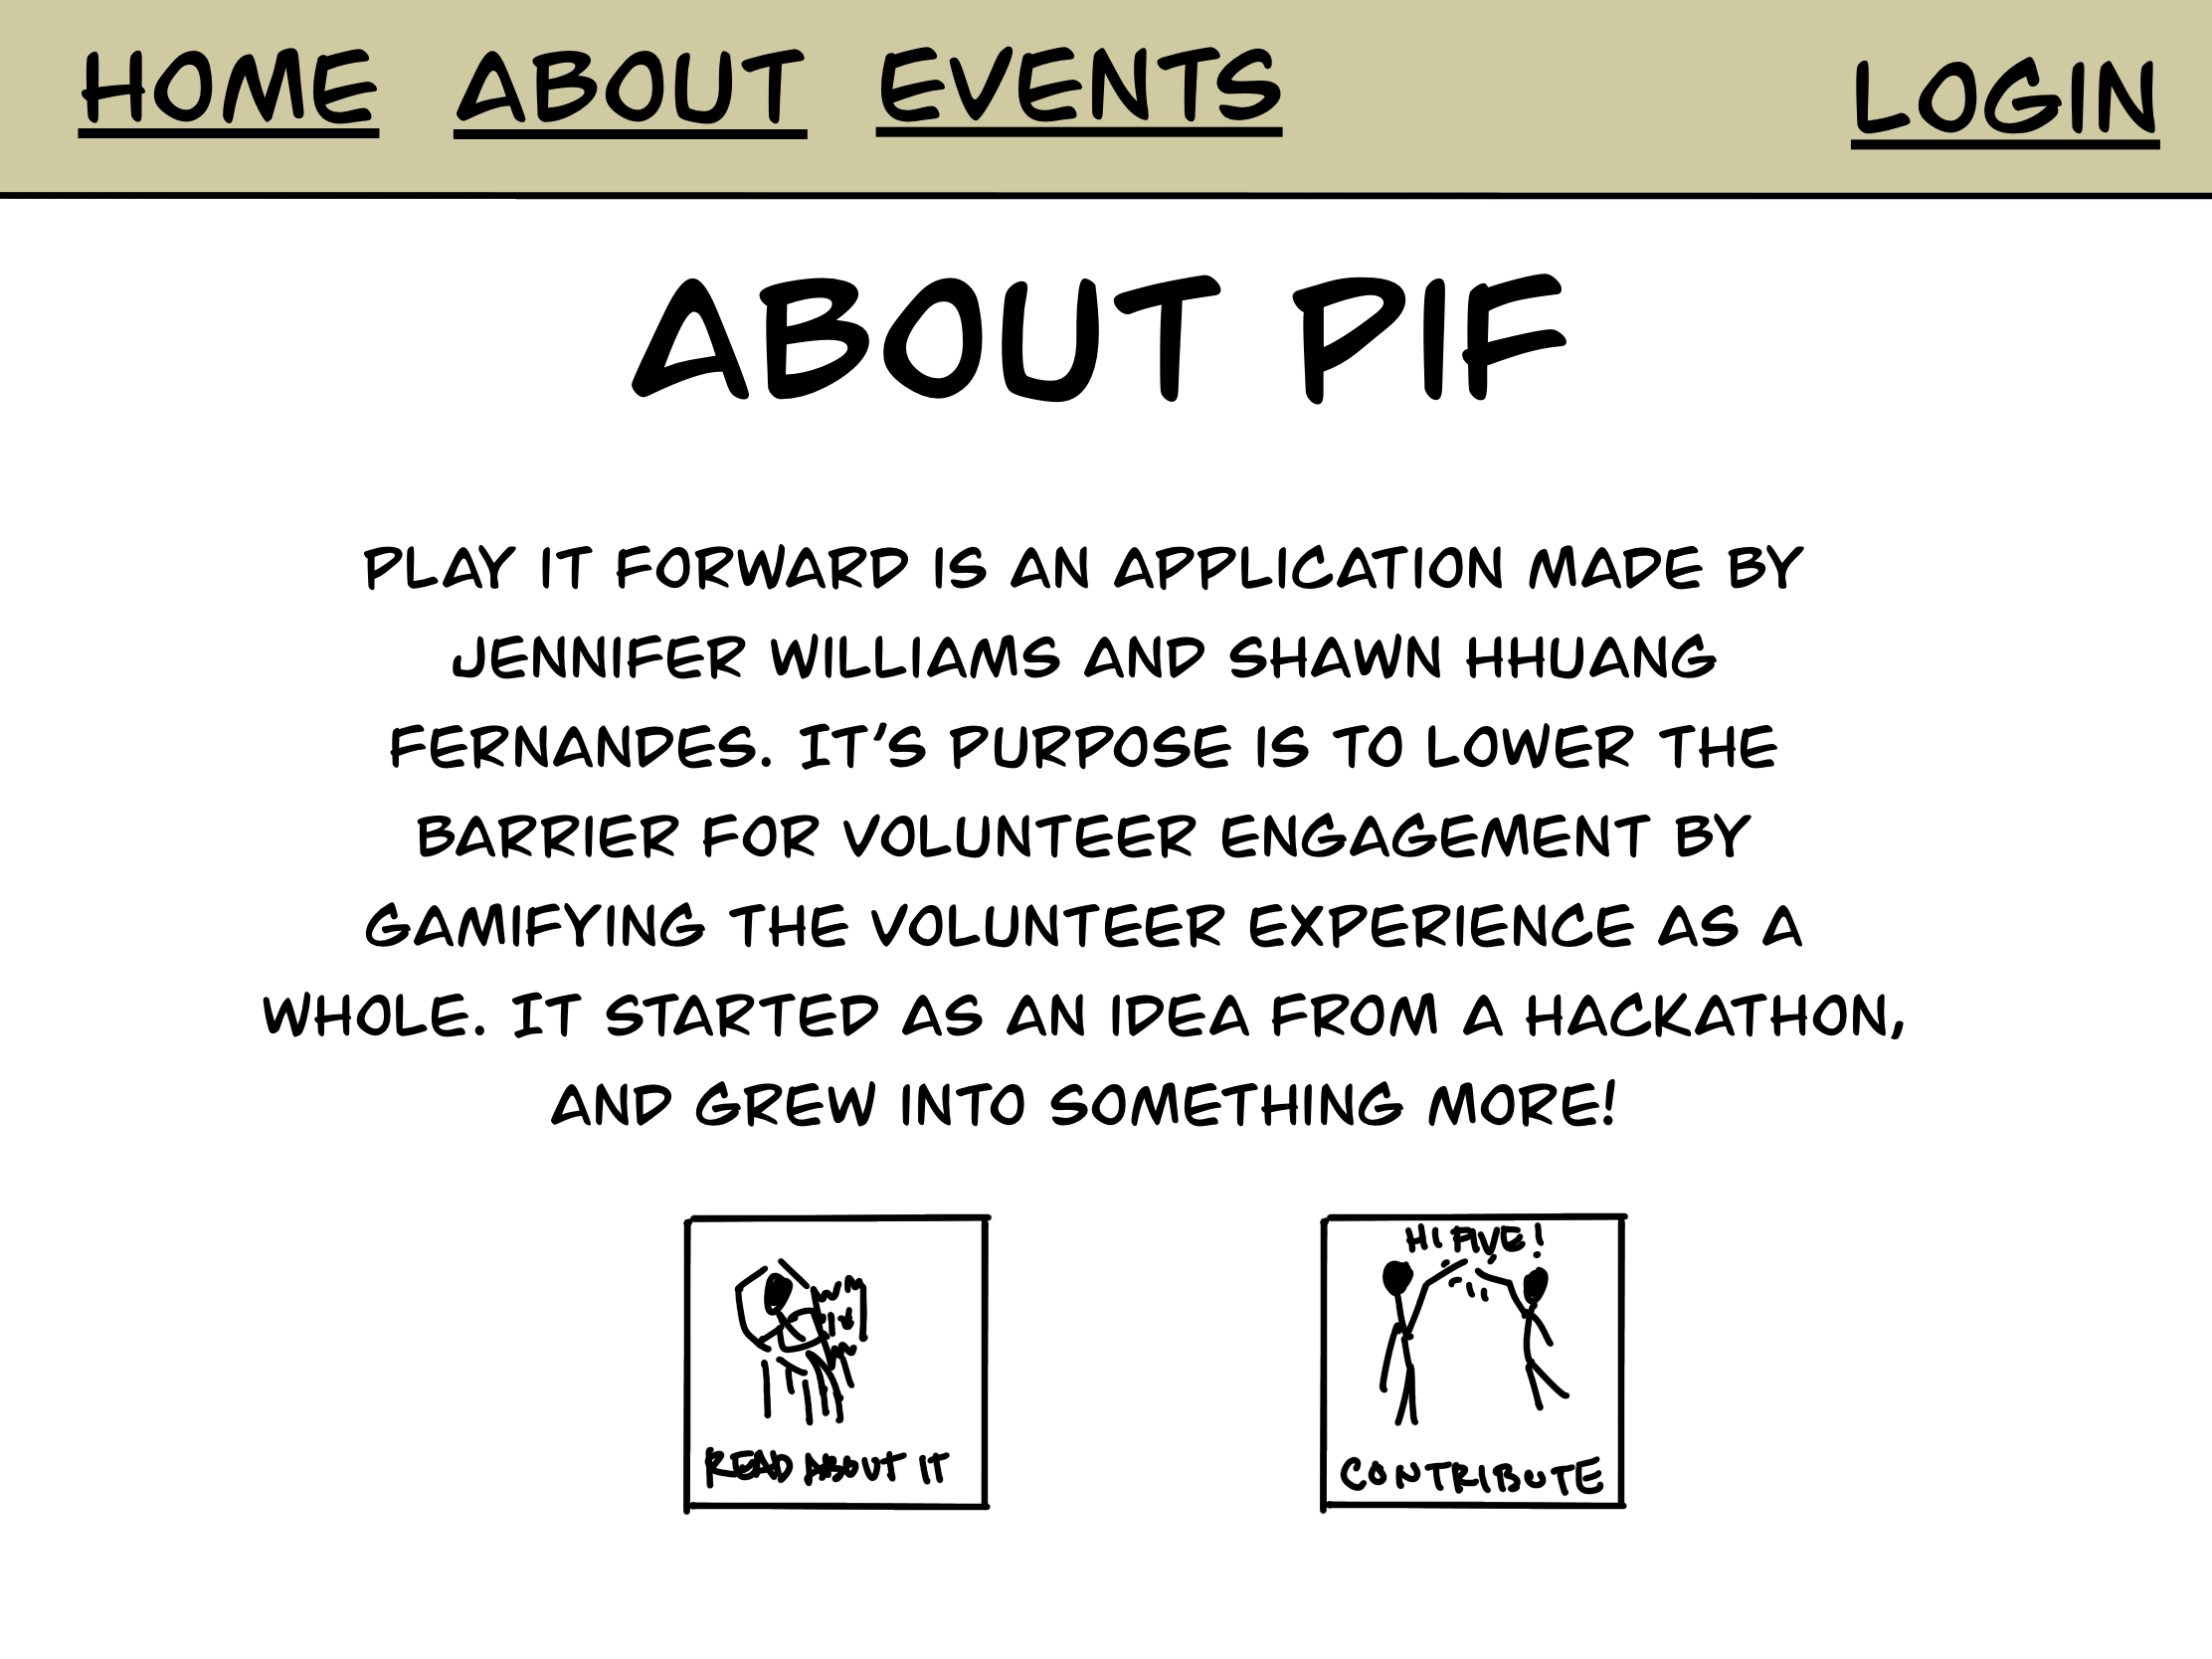 HOME ABOUT EVENTS LOGIN
ABOUT PIF
PLAY IT FORWARD IS AN APPLICATION MADE BY
JENNIFER WILLIAMS AND SHAWN HHUANG
FERNANDES. IT'S PURPOSE IS TO LOWER THE
BARRIER FOR VOLUNTEER ENGAGEMENT BY
GAMIFYING THE VOLUNTEER EXPERIENCE AS A
WHOLE. IT STARTED AS AN IDEA FROM A HACKATHON,
AND GREW INTO SOMETHING MORE!
HI FIVE!
READ ABOUT IT
CONTRIBUTE